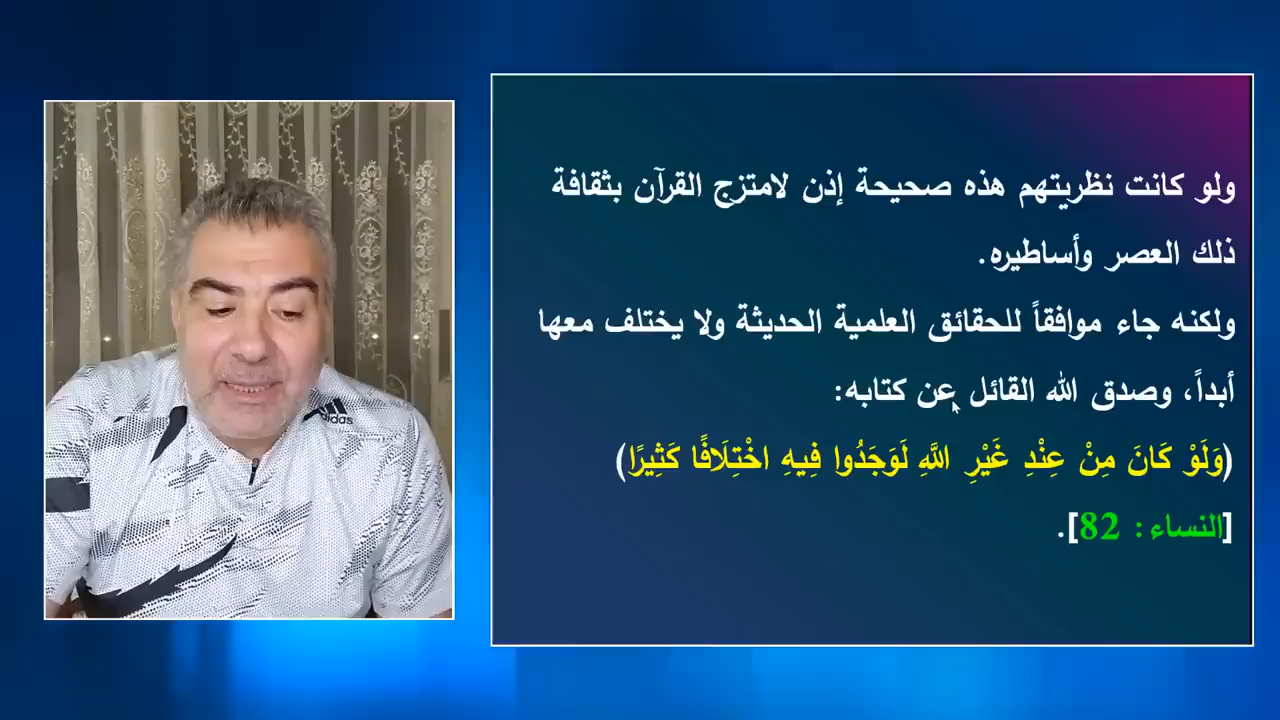 ولو كانت نظريتهم هذه صحيحة إذن لامتزج القرآن بثقافة
ذلك العصر وأساطيره.
ولكنه جاء موافقاً للحقائق العلمية الحديثة ولا يختلف معها
أبداً، وصدق الله القائل عن كتابه:
(وَلَوْ كَانَ مِنْ عِنْدِ غَيْرِ اللَّهِ لَوَجَدُوا فِيهِ اخْتِلَافًا كَثِيرًا)
[النساء: 82].
adidas